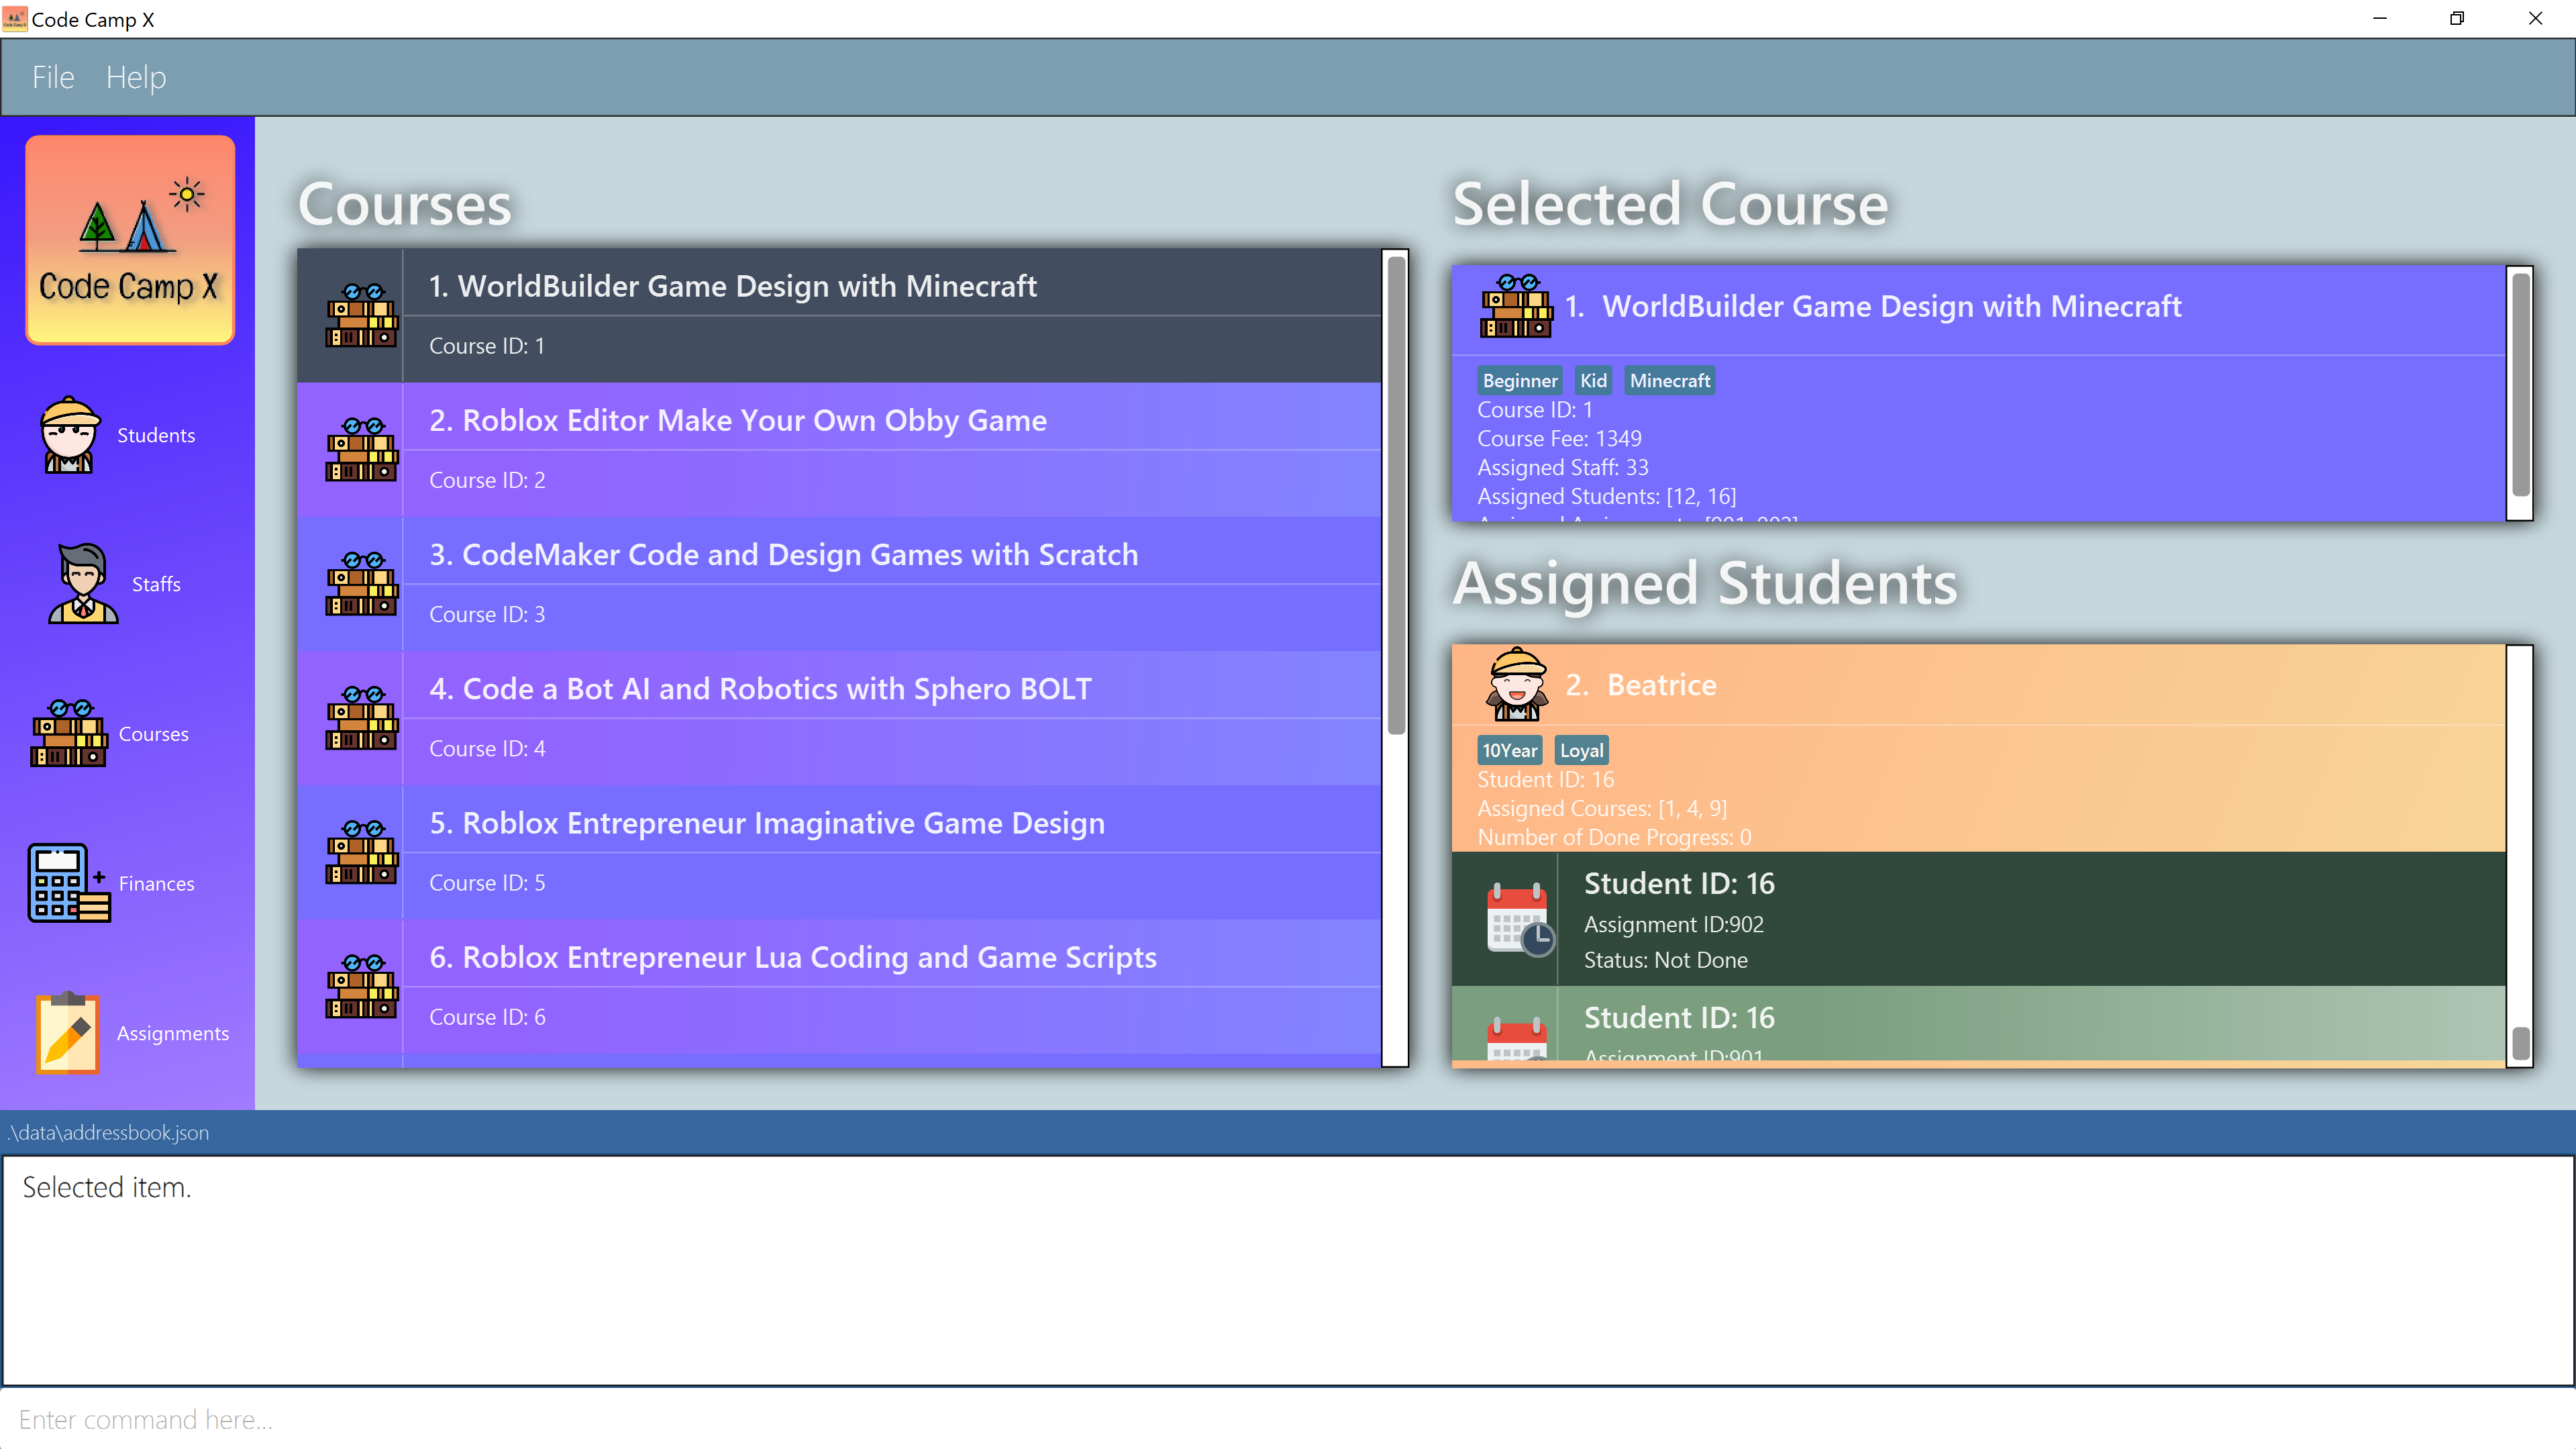 Code Camp X
File Help
Code Camp X
Students
Staffs
Courses
Finances
Assignments
Courses
1. WorldBuilder Game Design with Minecraft
Course ID: 1
2. Roblox Editor Make Your Own Obby Game
Course ID: 2
3. CodeMaker Code and Design Games with Scratch
Course ID: 3
4. Code a Bot AI and Robotics with Sphero BOLT
Course ID: 4
5. Roblox Entrepreneur Imaginative Game Design
Course ID: 5
6. Roblox Entrepreneur Lua Coding and Game Scripts
Course ID: 6
Selected Course
1. WorldBuilder Game Design with Minecraft
Beginner Kid Minecraft
Course ID: 1
Course Fee: 1349
Assigned Staff: 33
Assigned Students: [12, 16]
Assigned Students
2. Beatrice
10Year Loyal
Student ID: 16
Assigned Courses: [1, 4, 9]
Number of Done Progress: 0
Student ID: 16
Assignment ID:902
Status: Not Done
Student ID: 16
Assignment ID:901
.\data\addressbook.json
Selected item.
Enter command here...